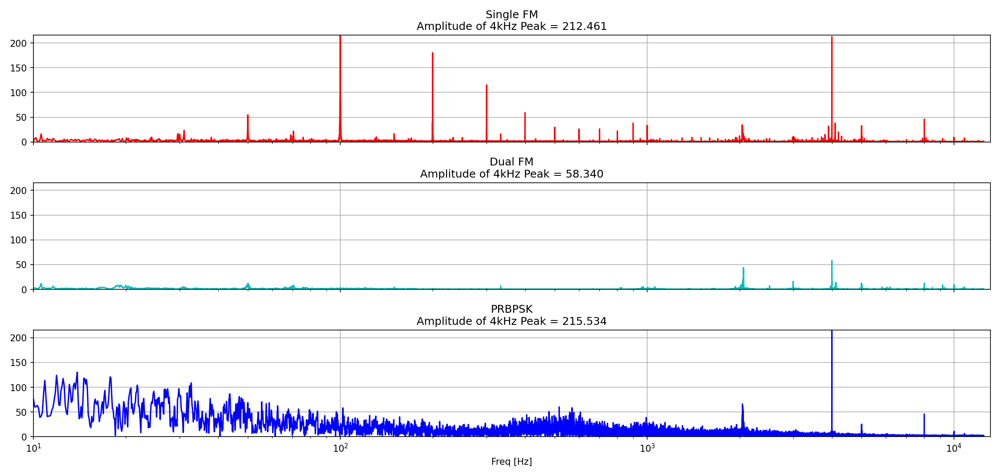 Single FM
Amplitude of 4kHz Peak = 212.461
200
150
100
50
0
Dual FM
Amplitude of 4kHz Peak = 58.340
200
150
100
50
0
PRBPSK
Amplitude of 4kHz Peak = 215.534
200
150
100
50
0
10¹ 10² 10³ 10⁴
Freq [Hz]